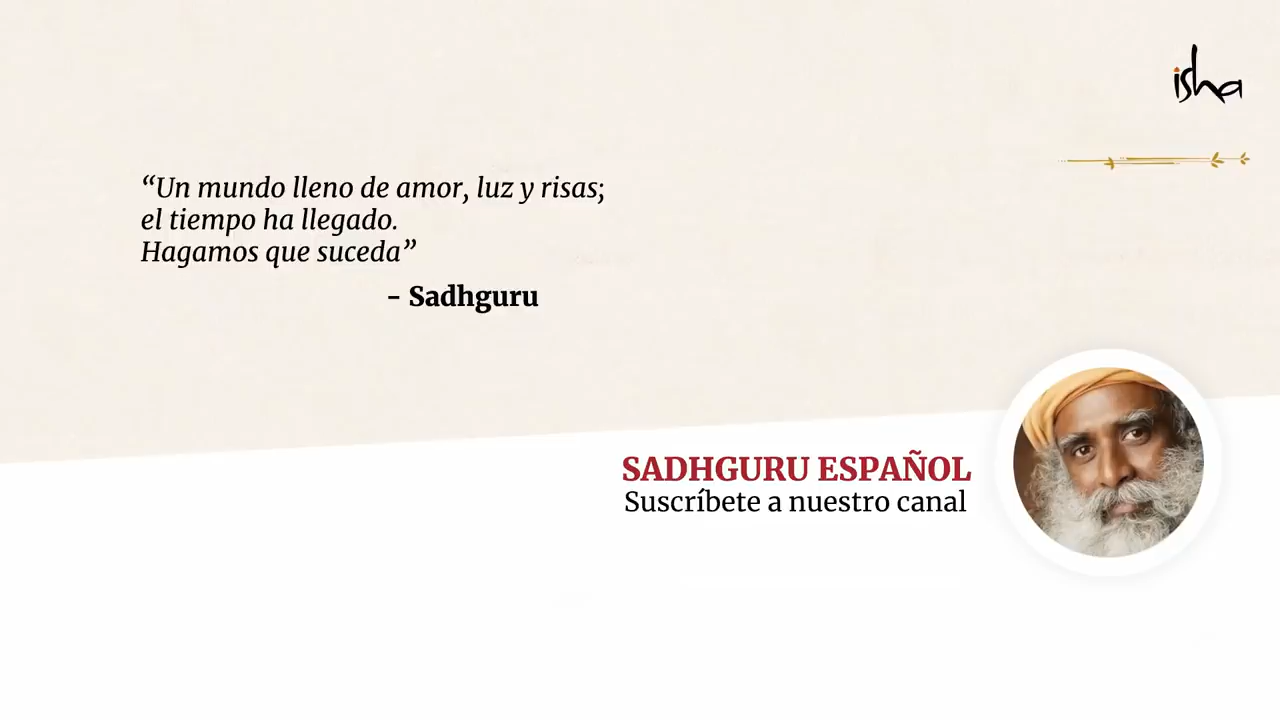 isha
“Un mundo lleno de amor, luz y risas;
el tiempo ha llegado.
Hagamos que suceda”
- Sadhguru
SADHGURU ESPAÑOL
Suscríbete a nuestro canal